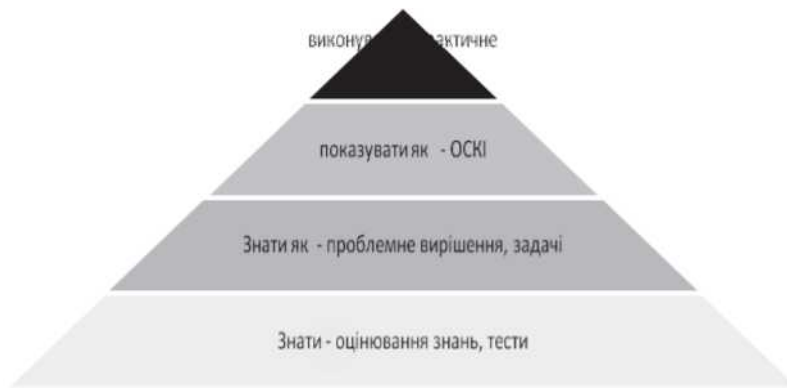 показувати як - ОСКІ
Знати як - проблемне вирішення, задачі
Знати - оцінювання знань, тести